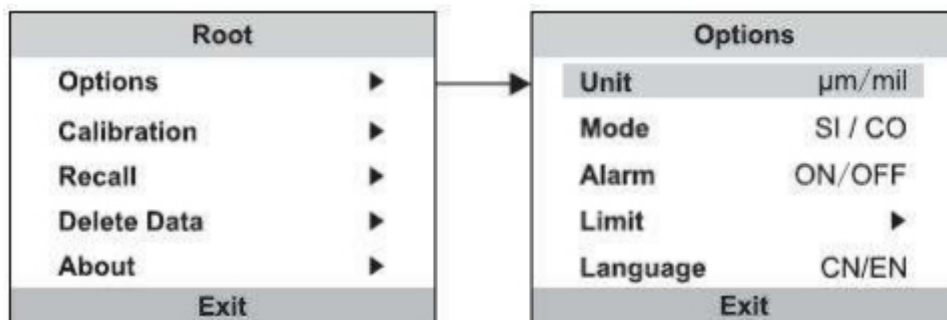 Root
Options ▶
Calibration ▶
Recall ▶
Delete Data ▶
About ▶
Exit
Options
Unit μm/mil
Mode SI / CO
Alarm ON/OFF
Limit ▶
Language CN/EN
Exit